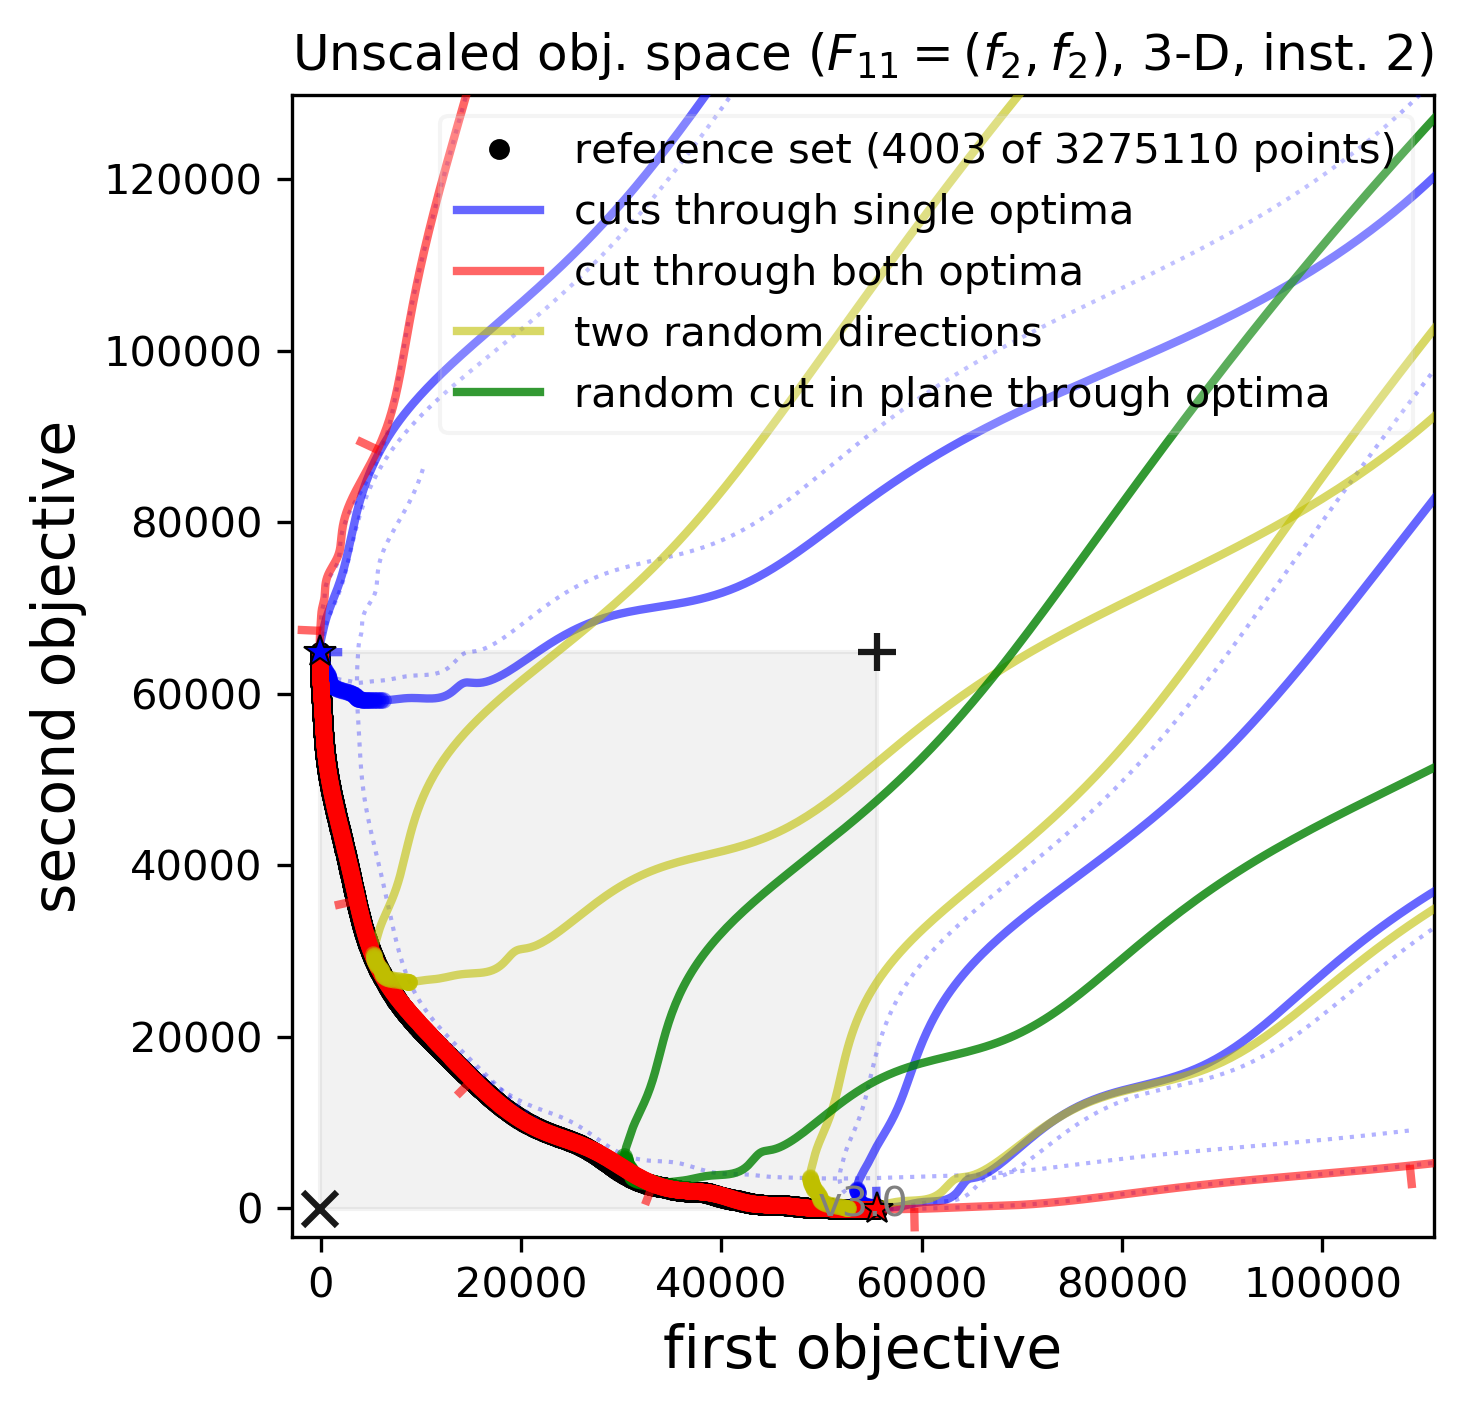 Unscaled obj. space (F₁₁ = (f₂, f₂), 3-D, inst. 2)
reference set (4003 of 3275110 points)
cuts through single optima
cut through both optima
two random directions
random cut in plane through optima
second objective
120000
100000
80000
60000
40000
20000
0
v3.0
0
20000
40000
60000
80000
100000
first objective